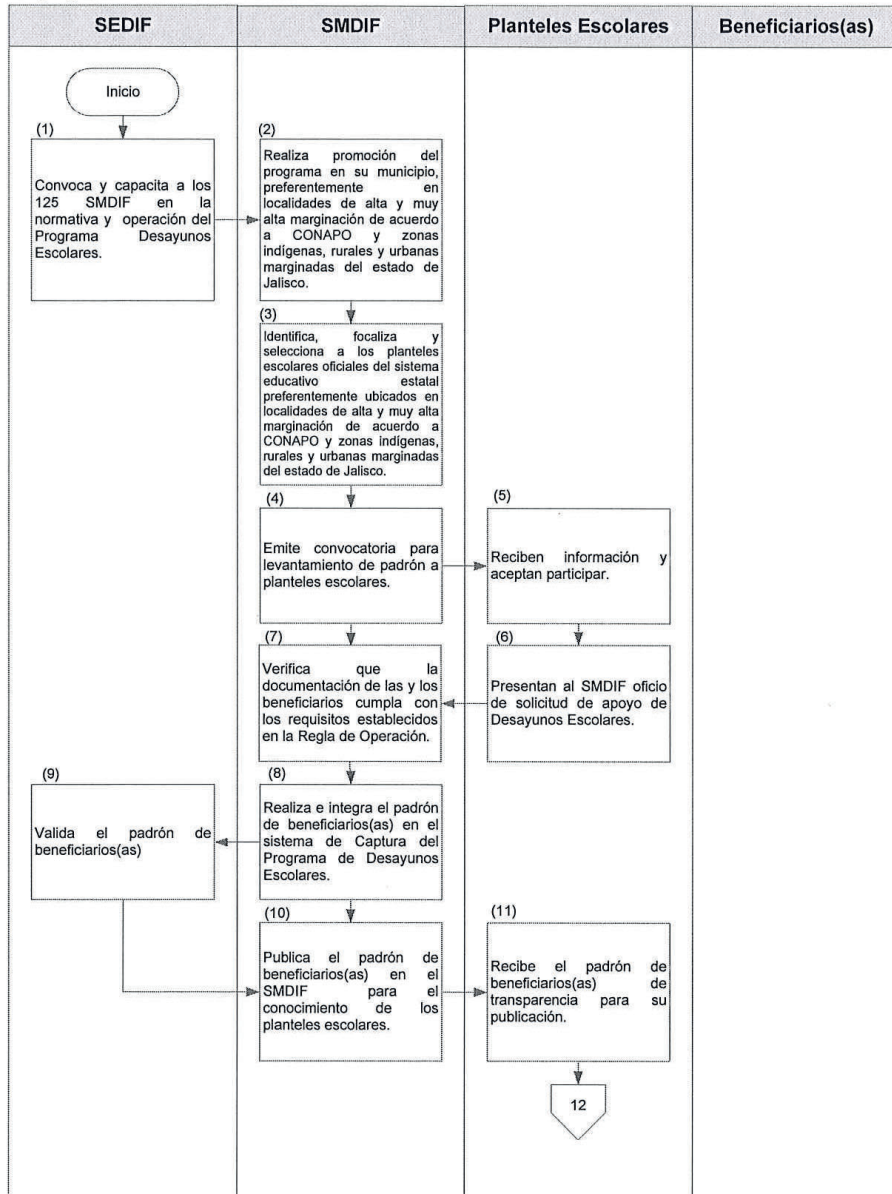 SEDIF
SMDIF
Planteles Escolares
Beneficiarios(as)
Inicio
(1)
Convoca y capacita a los
125 SMDIF en la
normativa y operación del
Programa Desayunos
Escolares.
(2)
Realiza promoción del
programa en su municipio,
preferentemente en
localidades de alta y muy
alta marginación de acuerdo
a CONAPO y zonas
indígenas, rurales y urbanas
marginadas del estado de
Jalisco.
(3)
Identifica, focaliza y
selecciona a los planteles
escolares oficiales del sistema
educativo estatal
preferentemente ubicados en
localidades de alta y muy alta
marginación de acuerdo a
CONAPO y zonas indígenas,
rurales y urbanas marginadas
del estado de Jalisco.
(4)
Emite convocatoria para
levantamiento de padrón a
planteles escolares.
(5)
Reciben información y
aceptan participar.
(6)
Presentan al SMDIF oficio
de solicitud de apoyo de
Desayunos Escolares.
(7)
Verifica que la
documentación de las y los
beneficiarios cumpla con
los requisitos establecidos
en la Regla de Operación.
(8)
Realiza e integra el padrón
de beneficiarios(as) en el
sistema de Captura del
Programa de Desayunos
Escolares.
(9)
Valida el padrón de
beneficiarios(as)
(10)
Publica el padrón de
beneficiarios(as) en el
SMDIF para el
conocimiento de los
planteles escolares.
(11)
Recibe el padrón de
beneficiarios(as) de
transparencia para su
publicación.
12